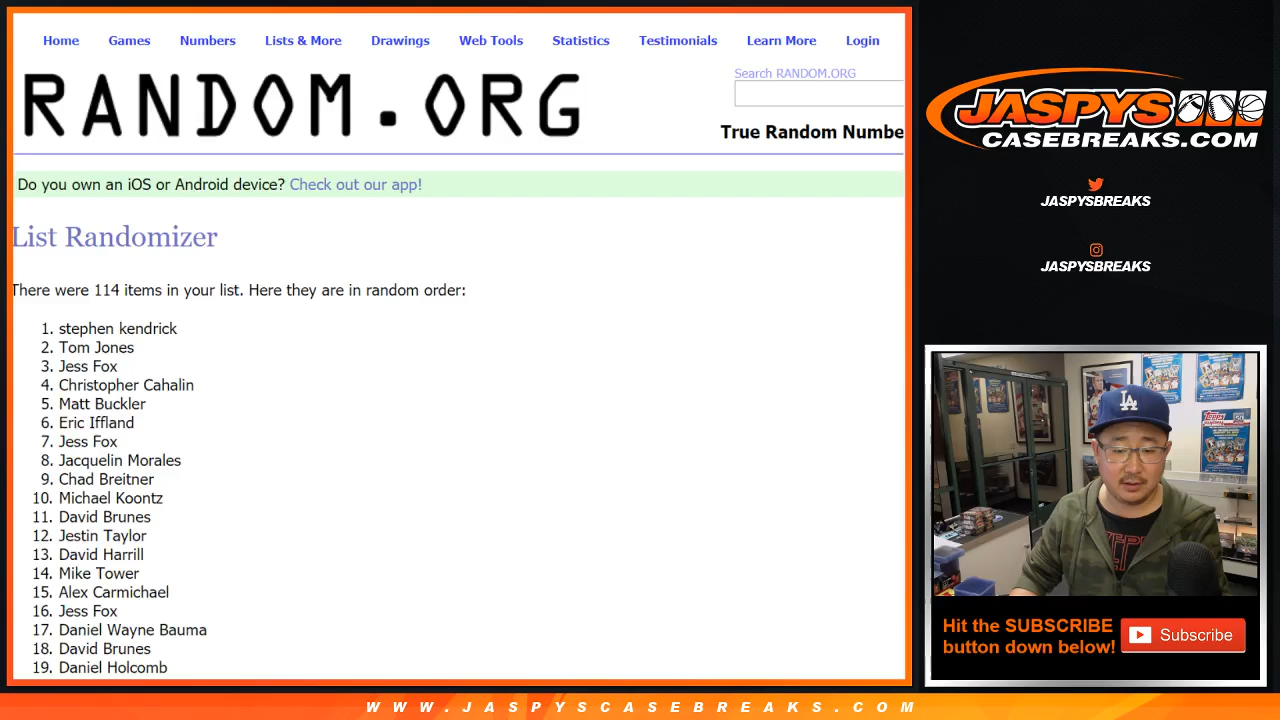 Home Games Numbers Lists & More Drawings Web Tools Statistics Testimonials Learn More Login
RANDOM.ORG
Search RANDOM.ORG
True Random Numbe
Do you own an iOS or Android device? Check out our app!
List Randomizer
There were 114 items in your list. Here they are in random order:
1. stephen kendrick
2. Tom Jones
3. Jess Fox
4. Christopher Cahalin
5. Matt Buckler
6. Eric Iffland
7. Jess Fox
8. Jacquelin Morales
9. Chad Breitner
10. Michael Koontz
11. David Brunes
12. Jestin Taylor
13. David Harrill
14. Mike Tower
15. Alex Carmichael
16. Jess Fox
17. Daniel Wayne Bauma
18. David Brunes
19. Daniel Holcomb
JASPYS
CASEBREAKS.COM
JASPYSBREAKS
JASPYSBREAKS
LA
Hit the SUBSCRIBE
button down below!
Subscribe
WWW.JASPYSCASEBREAKS.COM